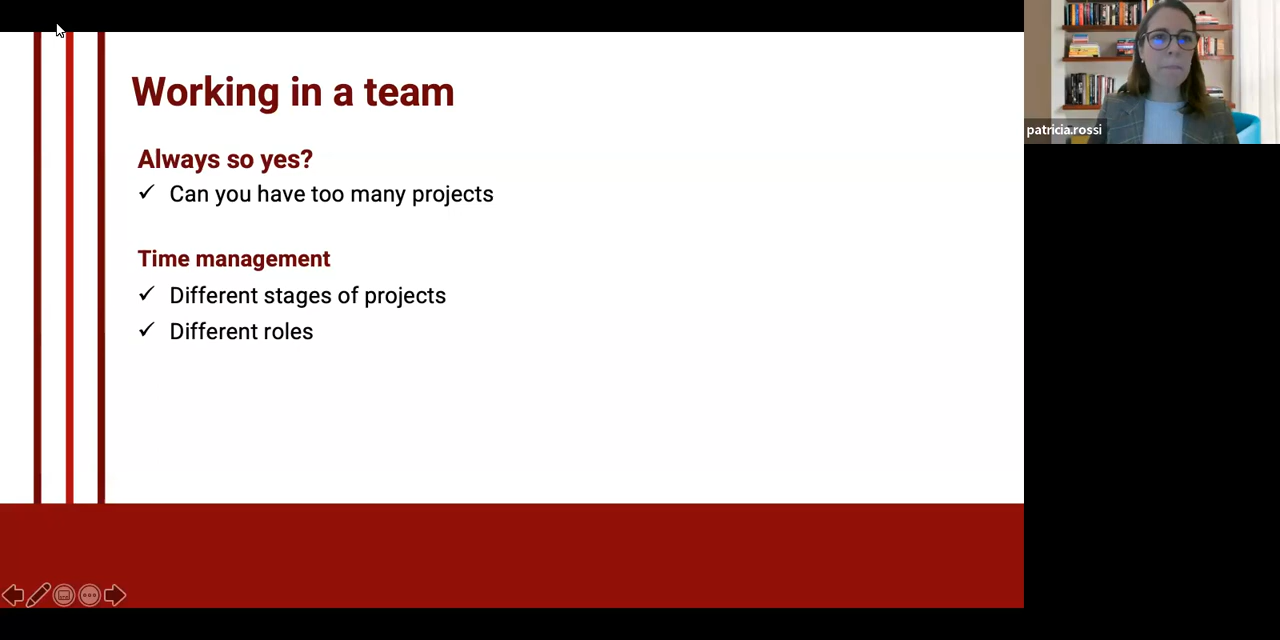 Working in a team
Always so yes?
✓ Can you have too many projects
Time management
✓ Different stages of projects
✓ Different roles
patricia.rossi